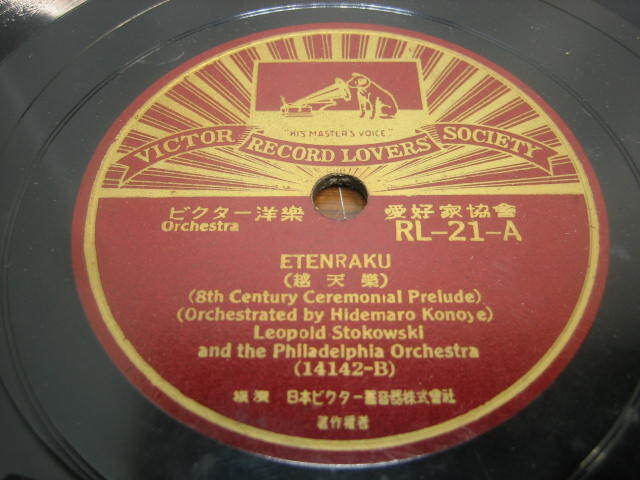 "HIS MASTER'S VOICE"
VICTOR RECORD LOVERS SOCIETY
ビクター洋樂 愛好家協會
Orchestra RL-21-A
ETENRAKU
(越天樂)
(8th Century Ceremonial Prelude)
(Orchestrated by Hidemaro Konoye)
Leopold Stokowski
and the Philadelphia Orchestra
(14142-B)
横濱 日本ビクター蓄音器株式會社